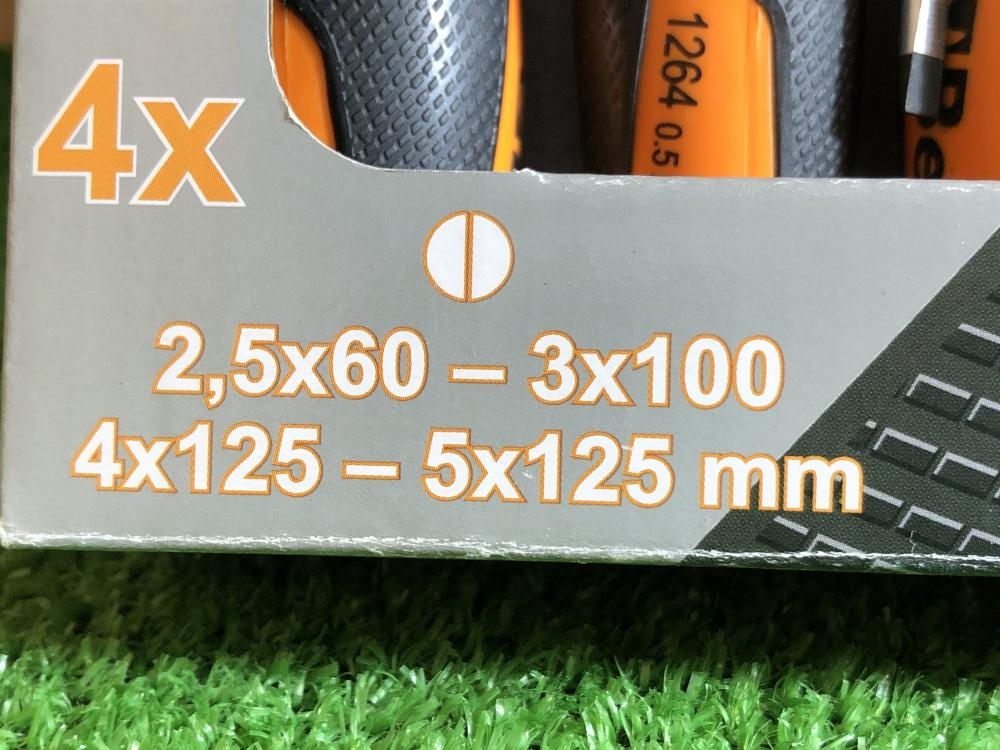 4x
1264 0.5
2,5x60 – 3x100
4x125 – 5x125 mm